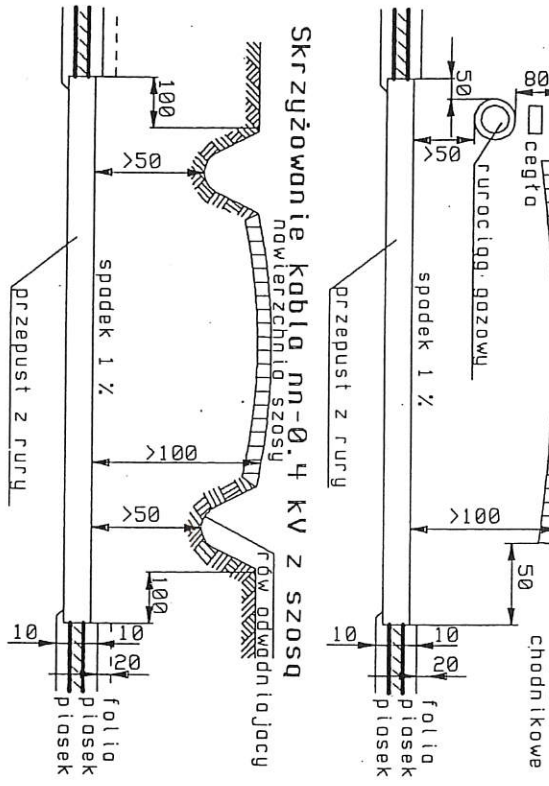 80
cegła
50
>50
rurociąg gazowy
spadek 1 %
przepust z rury
>100
50
chodnikowe
10
10
20
folia
piasek
piasek
Skrzyżowanie kabla nn-0.4 kV z szosą
nawierzchnia szosy
100
>50
spadek 1 %
przepust z rury
>100
>50
rów odwadniający
100
10
10
20
folia
piasek
piasek